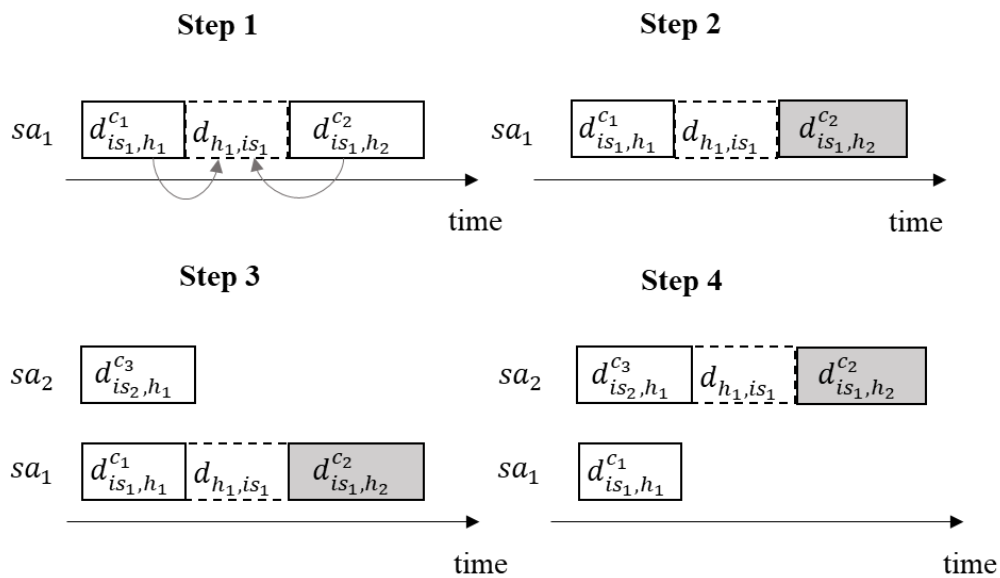 Step 1
sa₁ d^{c₁}_{is₁,h₁} d_{h₁,is₁} d^{c₂}_{is₁,h₂}
time
Step 2
sa₁ d^{c₁}_{is₁,h₁} d_{h₁,is₁} d^{c₂}_{is₁,h₂}
time
Step 3
sa₂ d^{c₃}_{is₂,h₁}
sa₁ d^{c₁}_{is₁,h₁} d_{h₁,is₁} d^{c₂}_{is₁,h₂}
time
Step 4
sa₂ d^{c₃}_{is₂,h₁} d_{h₁,is₁} d^{c₂}_{is₁,h₂}
sa₁ d^{c₁}_{is₁,h₁}
time